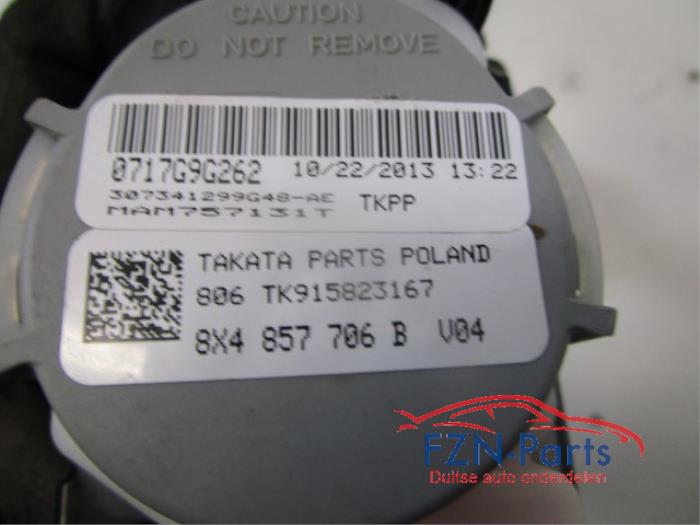 CAUTION
DO NOT REMOVE
0717G9G262 10/22/2013 13:22
307341299G48-AE TKPP
MAM757131T
TAKATA PARTS POLAND
806 TK915823167
8X4 857 706 B V04
FZN-Parts
Duitse auto onderdelen